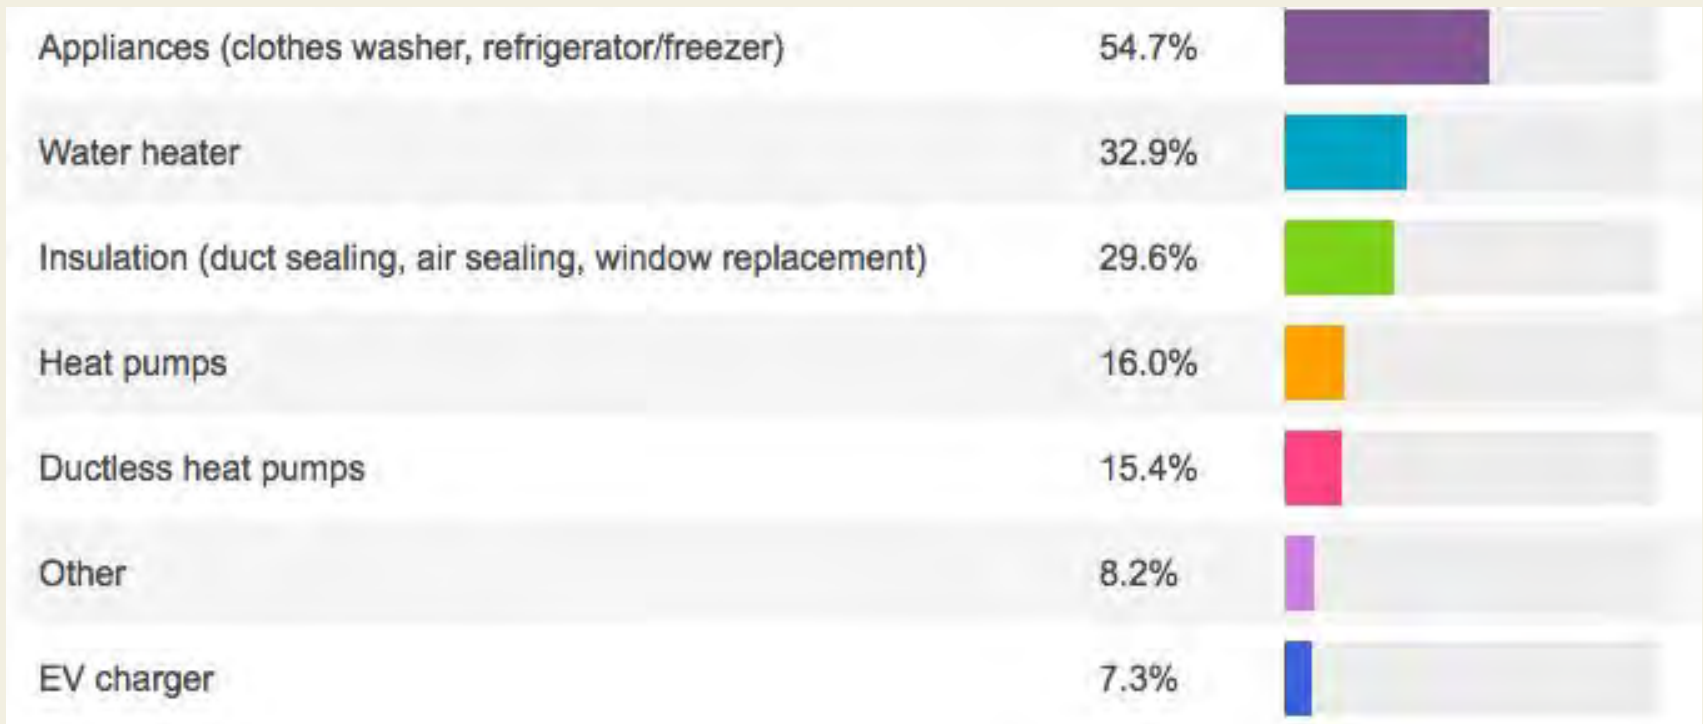 Appliances (clothes washer, refrigerator/freezer) 54.7%
Water heater 32.9%
Insulation (duct sealing, air sealing, window replacement) 29.6%
Heat pumps 16.0%
Ductless heat pumps 15.4%
Other 8.2%
EV charger 7.3%